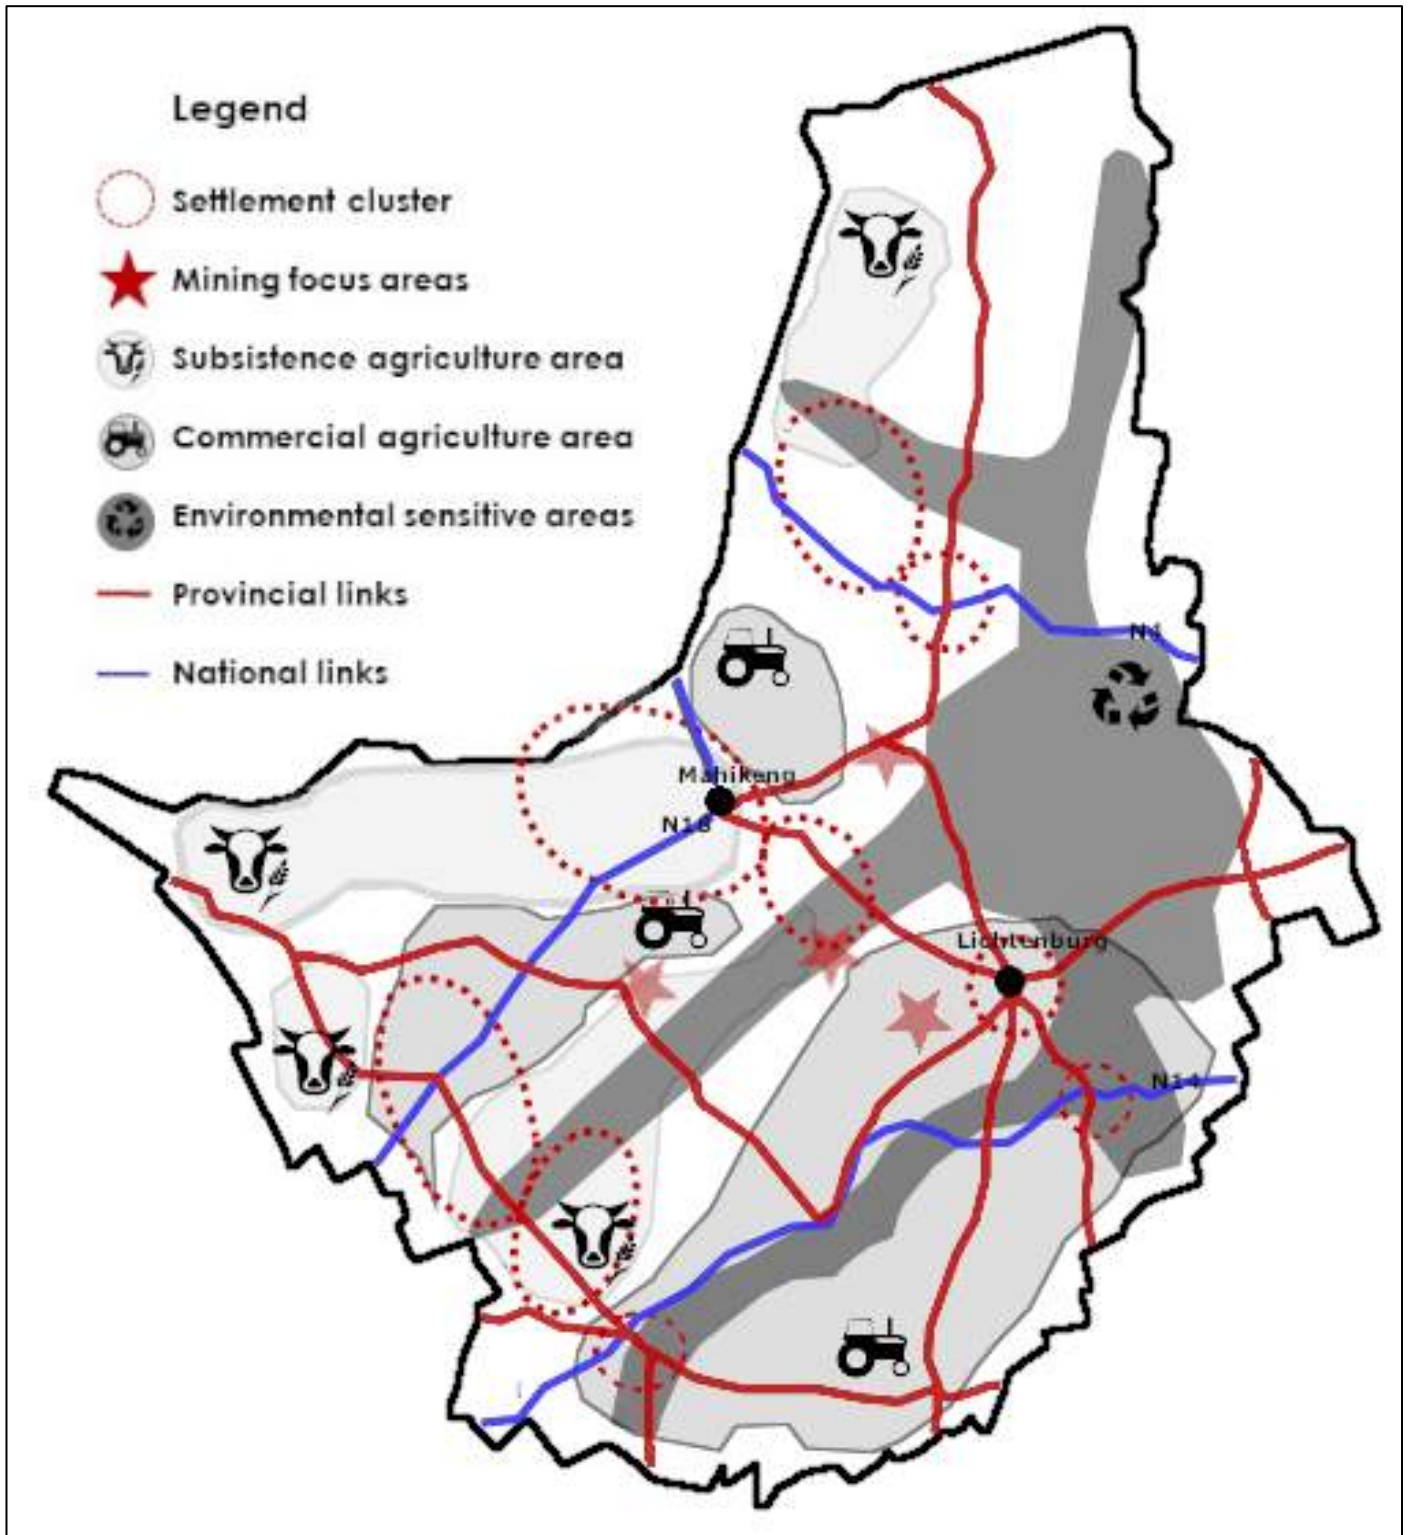 Legend
Settlement cluster
Mining focus areas
Subsistence agriculture area
Commercial agriculture area
Environmental sensitive areas
Provincial links
National links
N4
Mahikeng
N18
Lichtenburg
N14